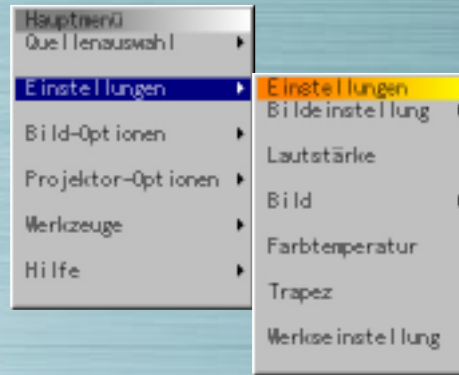 Hauptmenü
Quellenauswahl
Einstellungen
Bild-Optionen
Projektor-Optionen
Werkzeuge
Hilfe
Einstellungen
Bildeinstellung
Lautstärke
Bild
Farbtemperatur
Trapez
Werkseinstellung